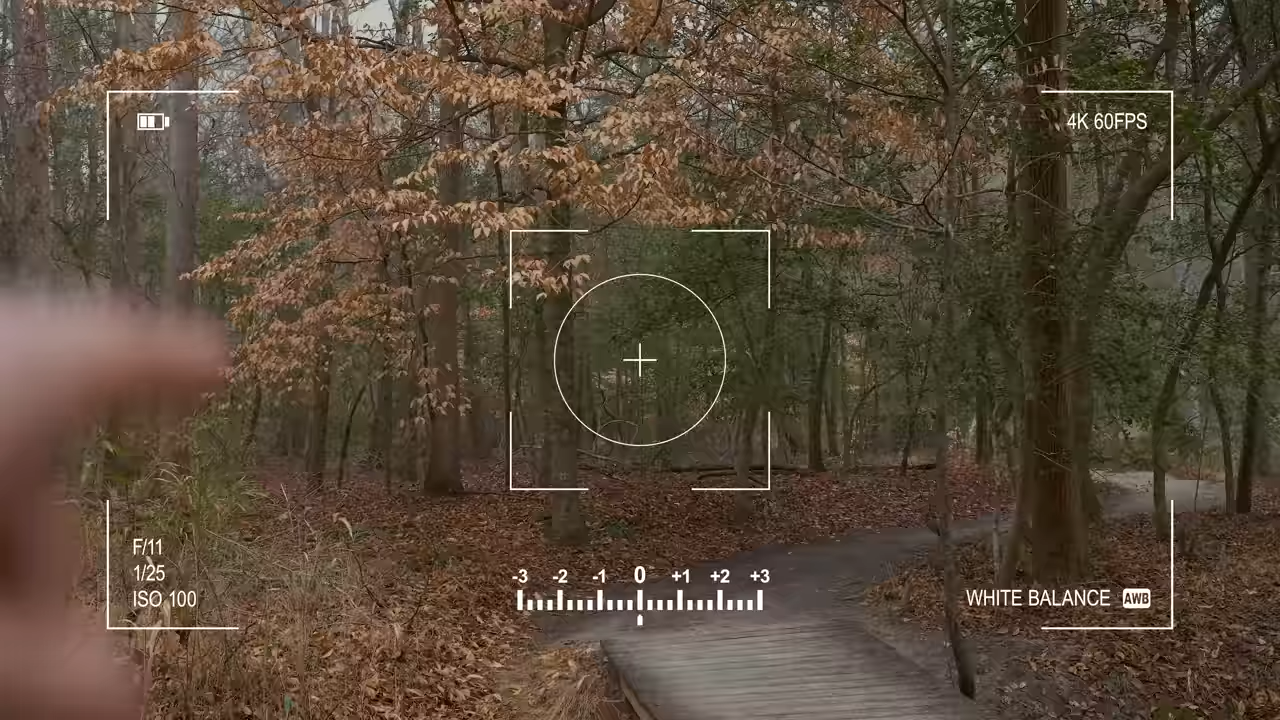 4K 60FPS
F/11
1/25
ISO 100
-3 -2 -1 0 +1 +2 +3
WHITE BALANCE AWB